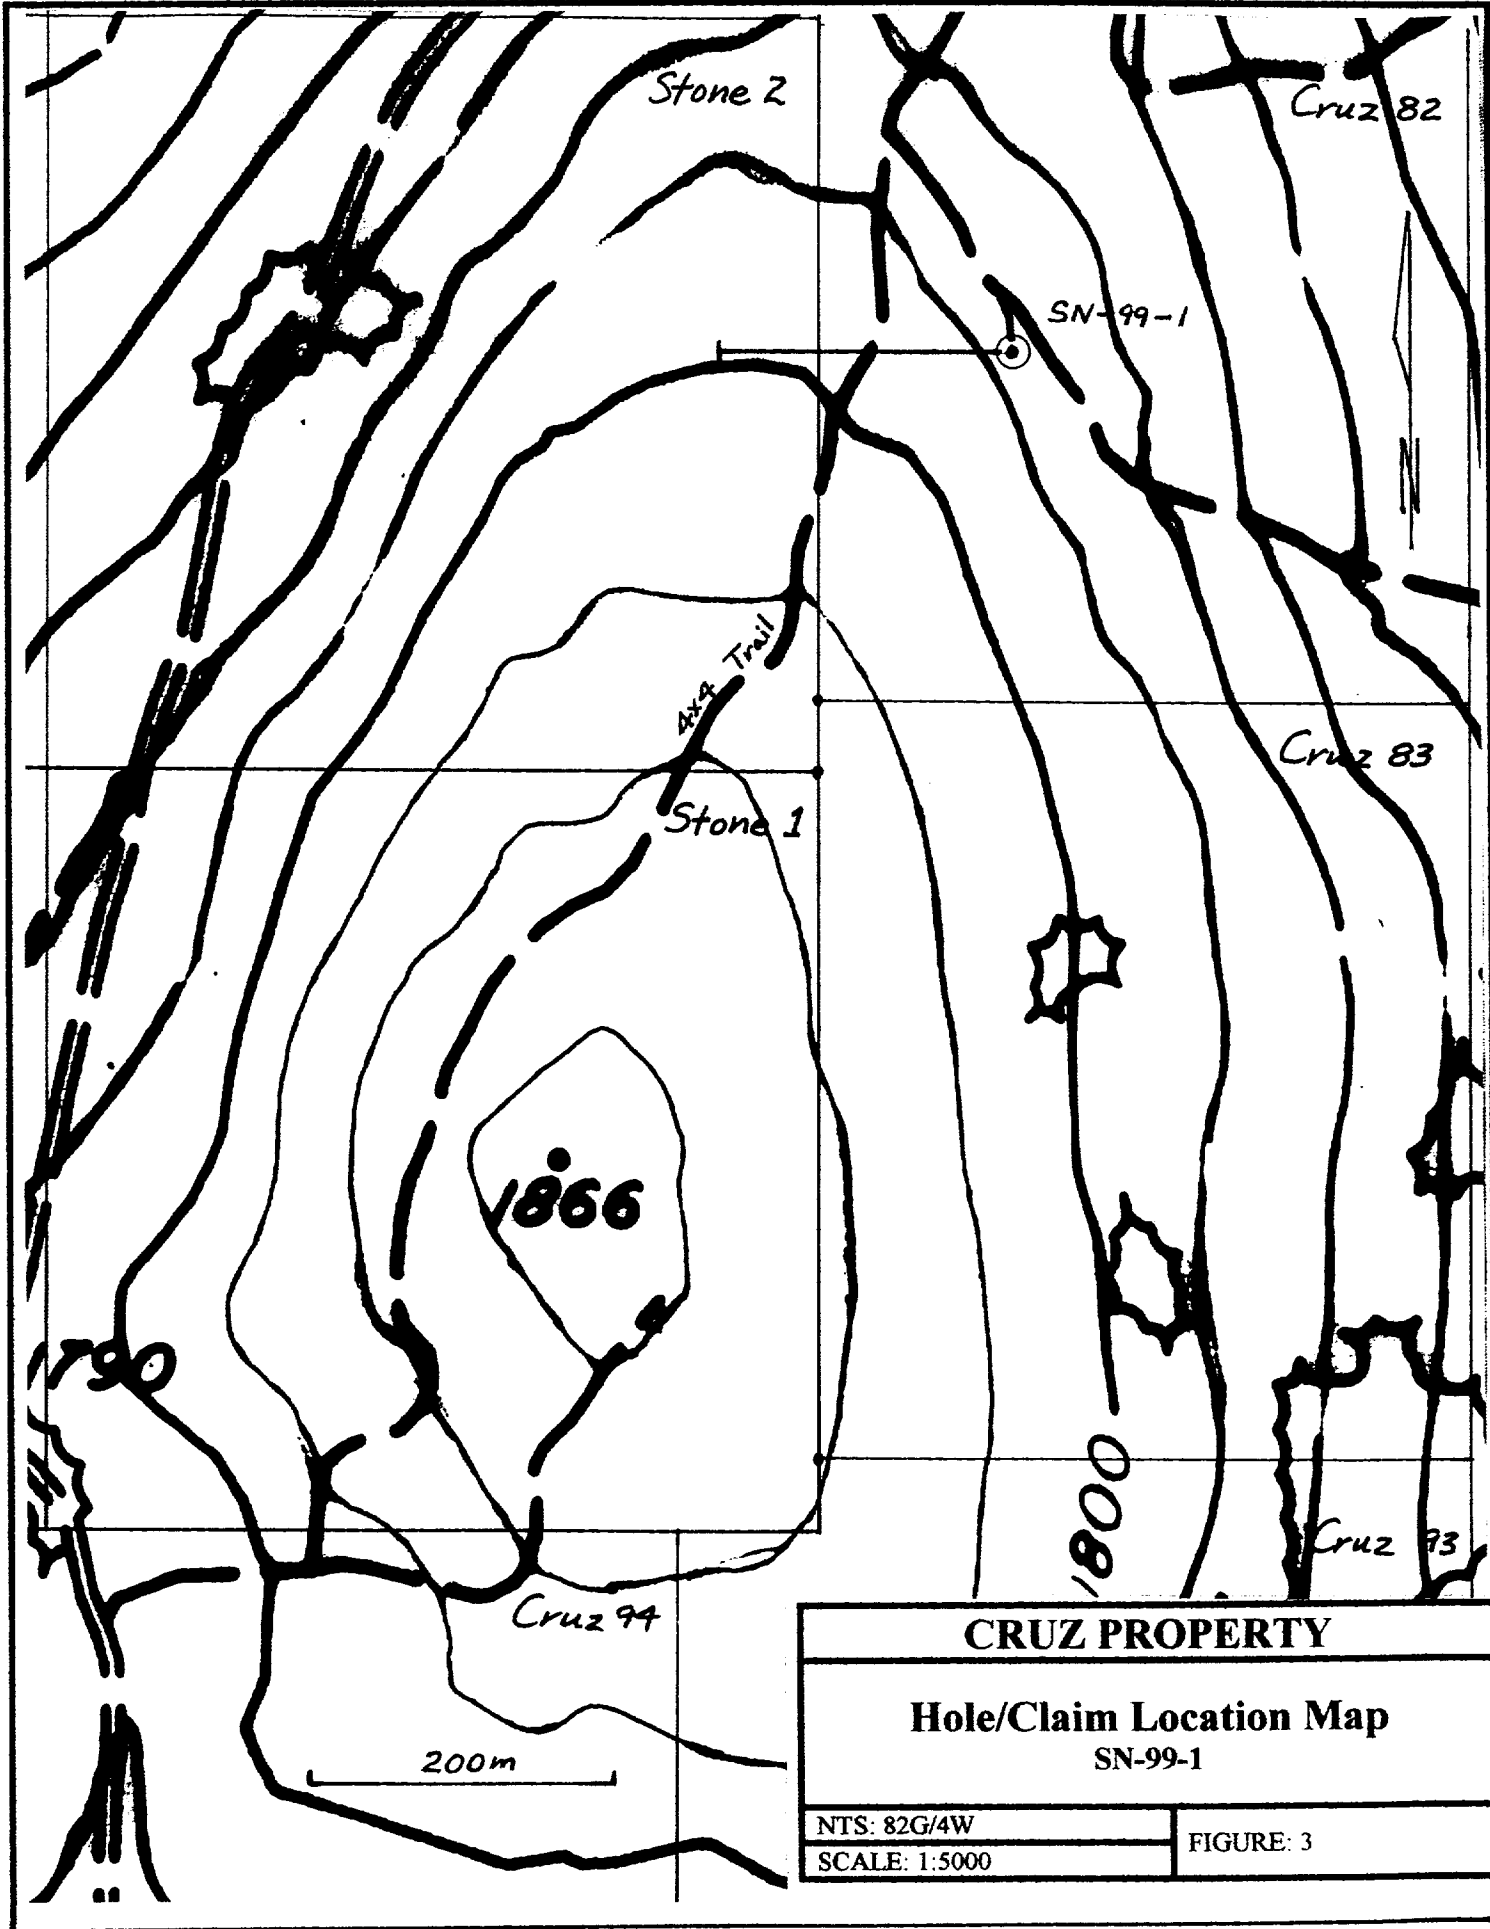 Stone 2
Cruz 82
SN-99-1
N
4x4 Trail
Cruz 83
Stone 1
1866
790
1800
Cruz 93
Cruz 94
200m
CRUZ PROPERTY
Hole/Claim Location Map
SN-99-1
NTS: 82G/4W
SCALE: 1:5000
FIGURE: 3